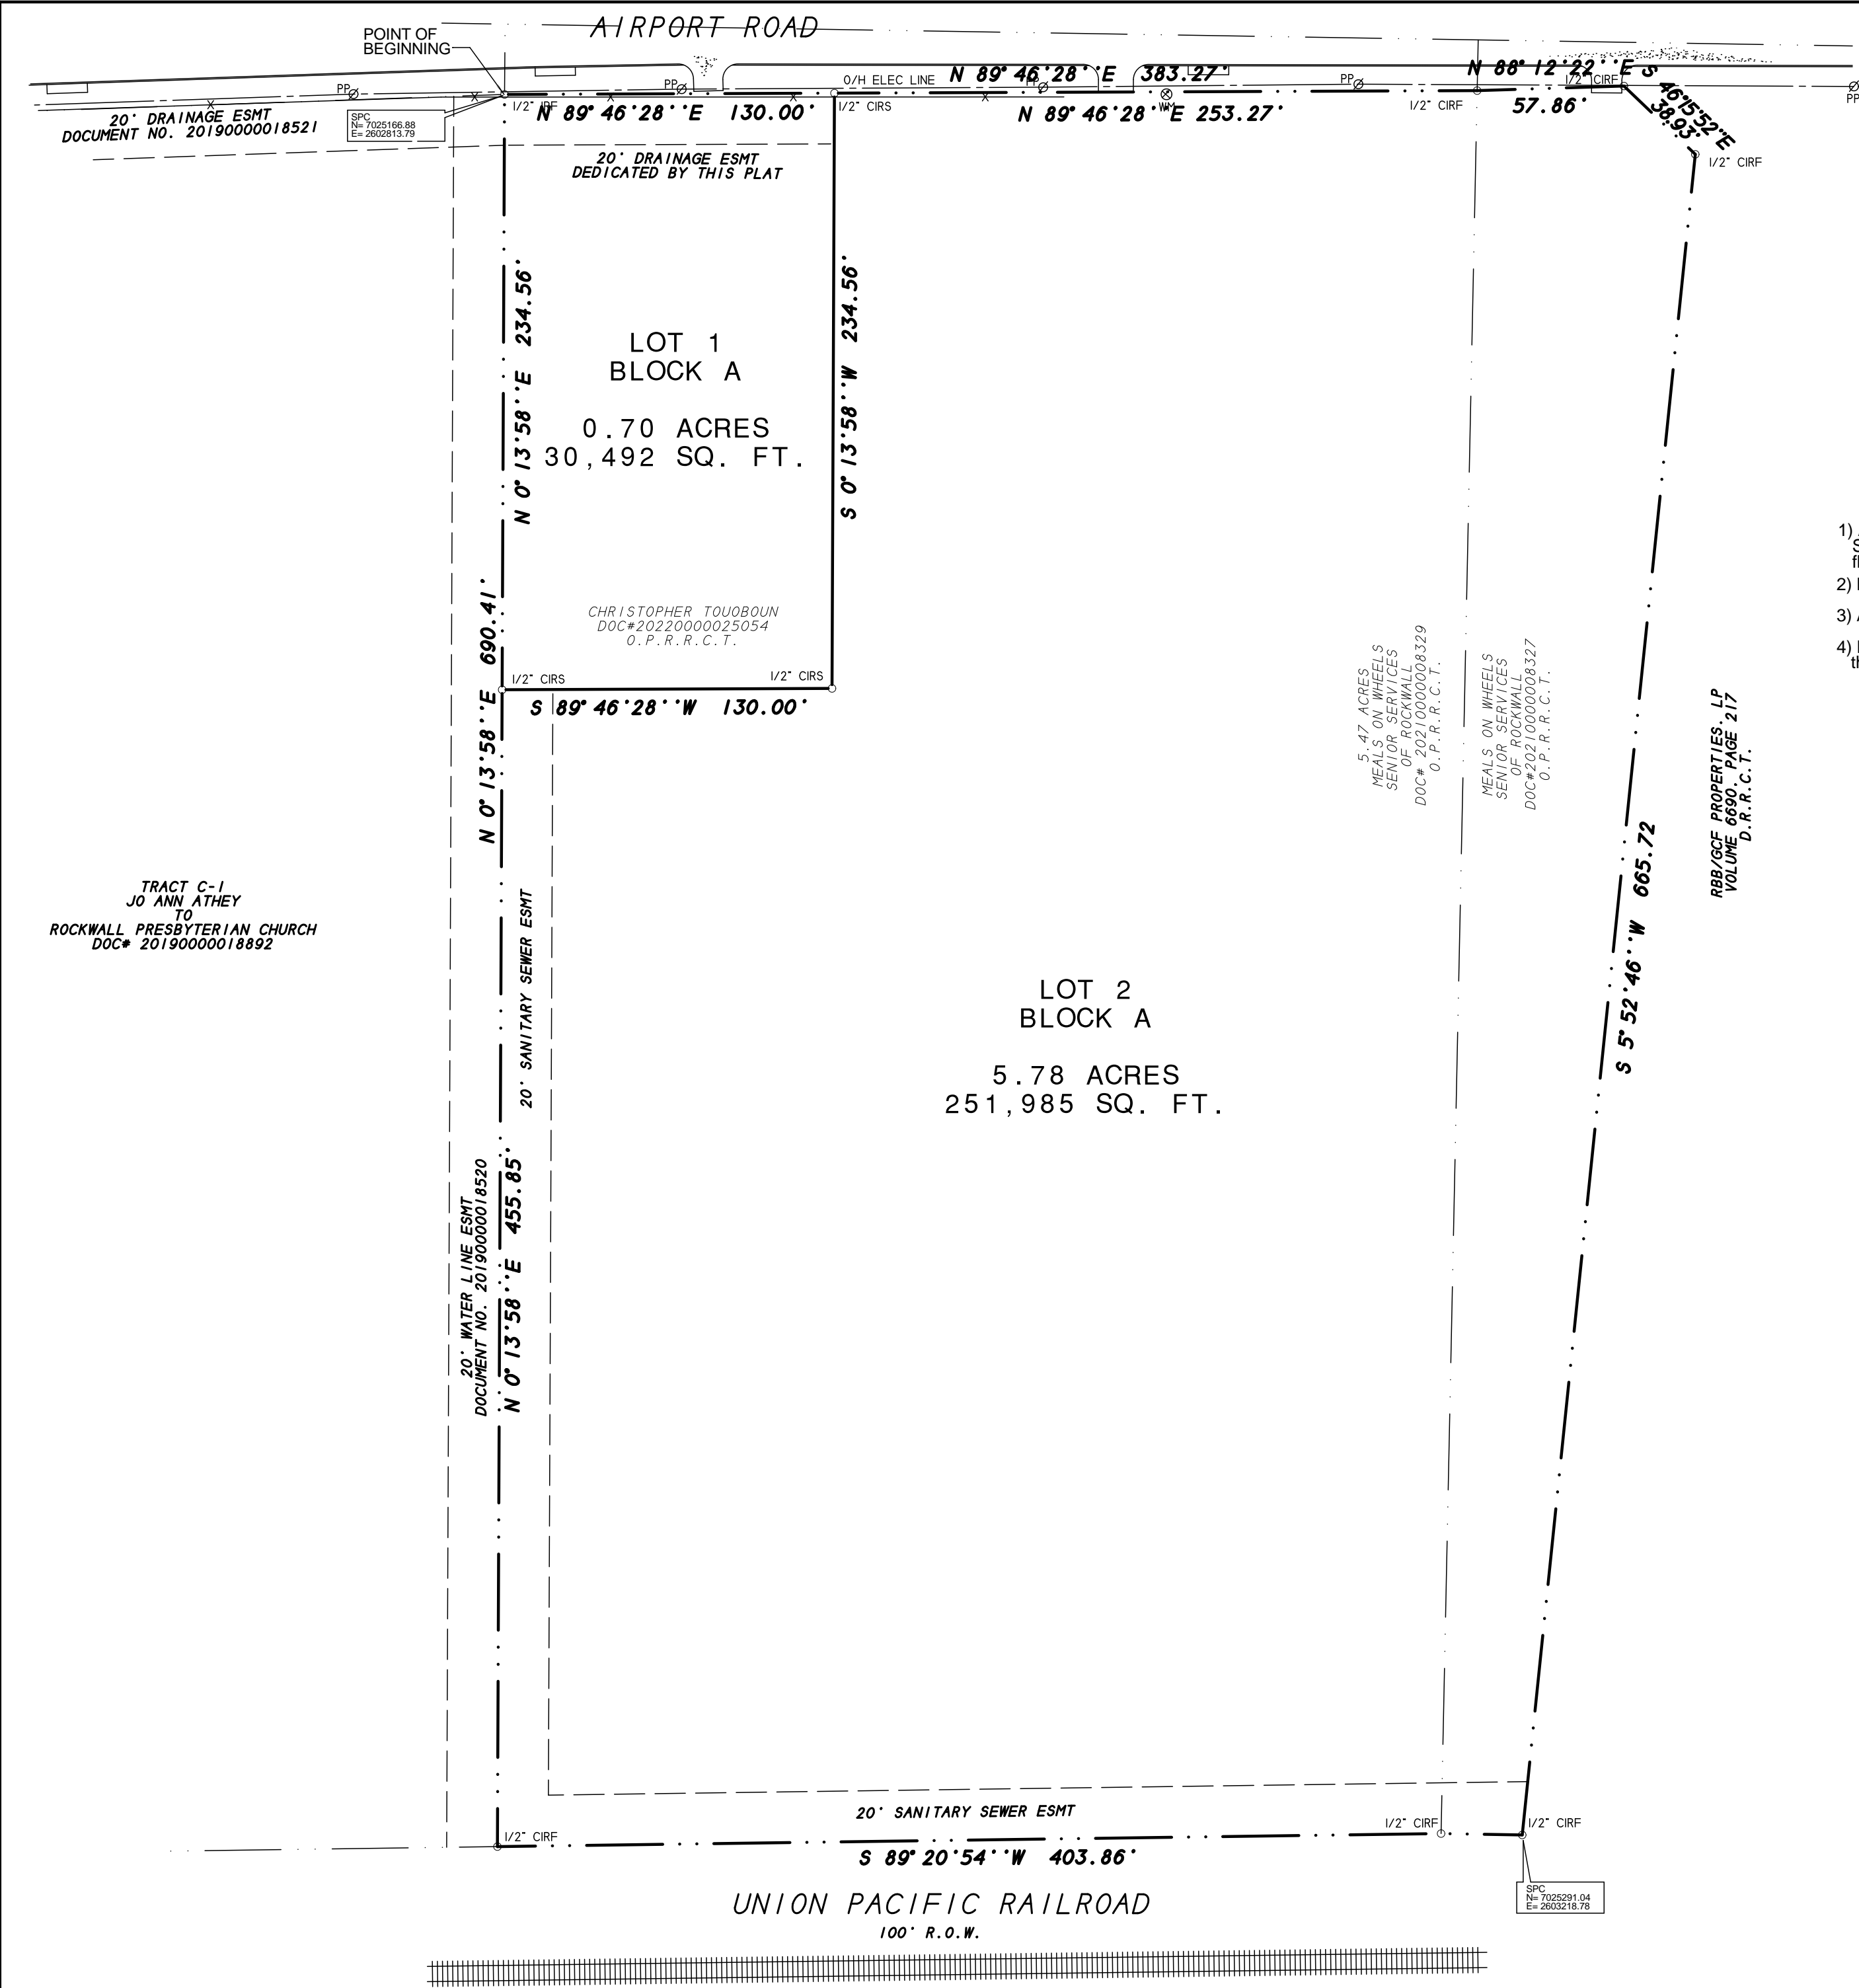 AIRPORT ROAD
POINT OF
BEGINNING
PP
PP
O/H ELEC LINE
N 89°46'28''E 383.27'
PP
PP
N 88°12'22''E
1/2" CIRF
S 46°15'52"E
38.93'
PP
1/2" IRF
N 89°46'28''E 130.00'
1/2" CIRS
N 89°46'28''E 253.27'
WM
1/2" CIRF
57.86'
1/2" CIRF
20' DRAINAGE ESMT
DOCUMENT NO. 20190000018521
SPC
N= 7025166.88
E= 2602813.79
20' DRAINAGE ESMT
DEDICATED BY THIS PLAT
N 0°13'58''E 234.56'
S 0°13'58''W 234.56'
LOT 1
BLOCK A
0.70 ACRES
30,492 SQ. FT.
CHRISTOPHER TOUOBOUN
DOC#20220000025054
O.P.R.R.C.T.
1/2" CIRS
1/2" CIRS
S 89°46'28''W 130.00'
N 0°13'58''E 690.41'
5.47 ACRES
MEALS ON WHEELS
SENIOR SERVICES
OF ROCKWALL
DOC# 20210000008329
O.P.R.R.C.T.
MEALS ON WHEELS
SENIOR SERVICES
OF ROCKWALL
DOC#20210000008327
O.P.R.R.C.T.
RBB/GCF PROPERTIES. LP
VOLUME 6690. PAGE 217
D.R.R.C.T.
1)
fl
2)
3) A
4)
th
S 5°52'46''W 665.72
TRACT C-1
JO ANN ATHEY
TO
ROCKWALL PRESBYTERIAN CHURCH
DOC# 20190000018892
20' SANITARY SEWER ESMT
LOT 2
BLOCK A
5.78 ACRES
251,985 SQ. FT.
20' WATER LINE ESMT
DOCUMENT NO. 20190000018520
N 0°13'58''E 455.85'
20' SANITARY SEWER ESMT
1/2" CIRF
1/2" CIRF
1/2" CIRF
S 89°20'54''W 403.86'
SPC
N= 7025291.04
E= 2603218.78
UNION PACIFIC RAILROAD
100' R.O.W.